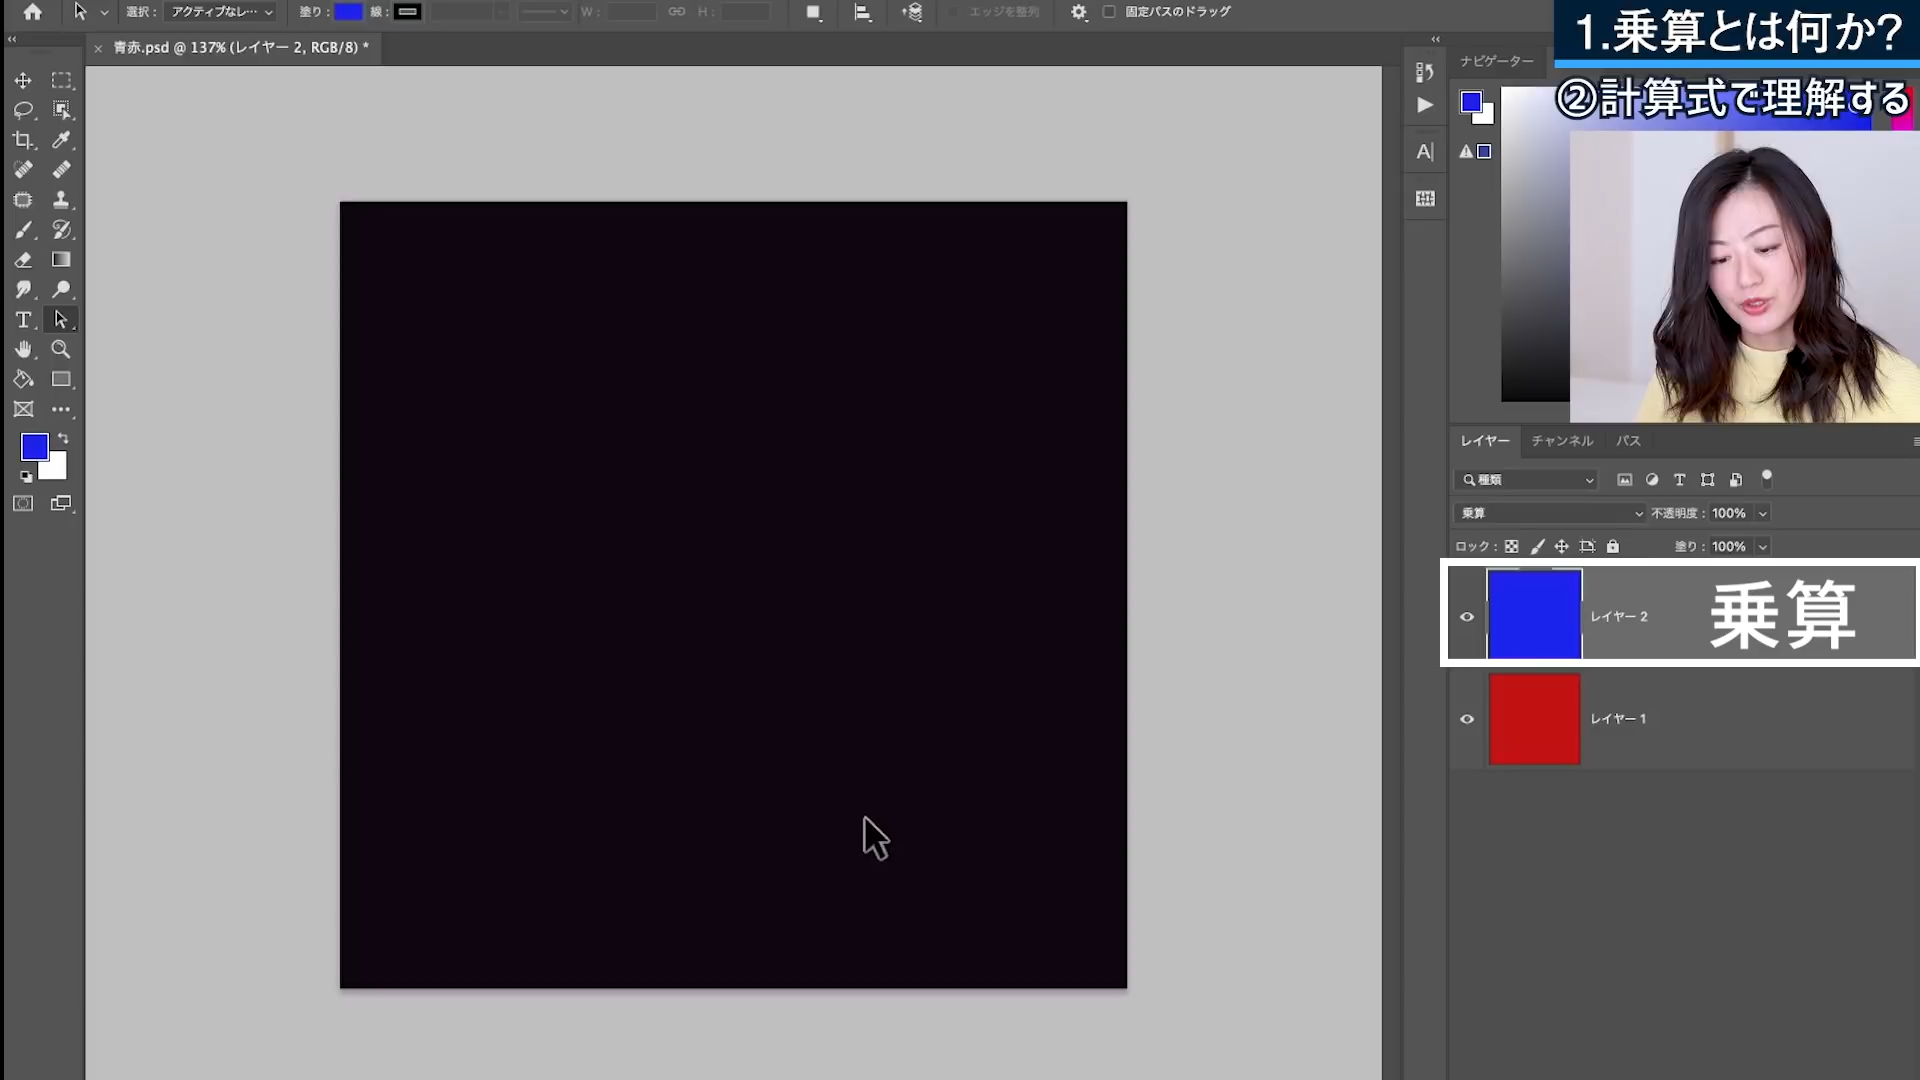 選択： アクティブなレ… 塗り： 線： W： H： エッジを整列 固定パスのドラッグ
1.乗算とは何か?
× 青赤.psd @ 137% (レイヤー 2, RGB/8) *
ナビゲーター
②計算式で理解する
レイヤー チャンネル パス
種類
乗算 不透明度： 100%
ロック： 塗り： 100%
レイヤー 2 乗算
レイヤー 1